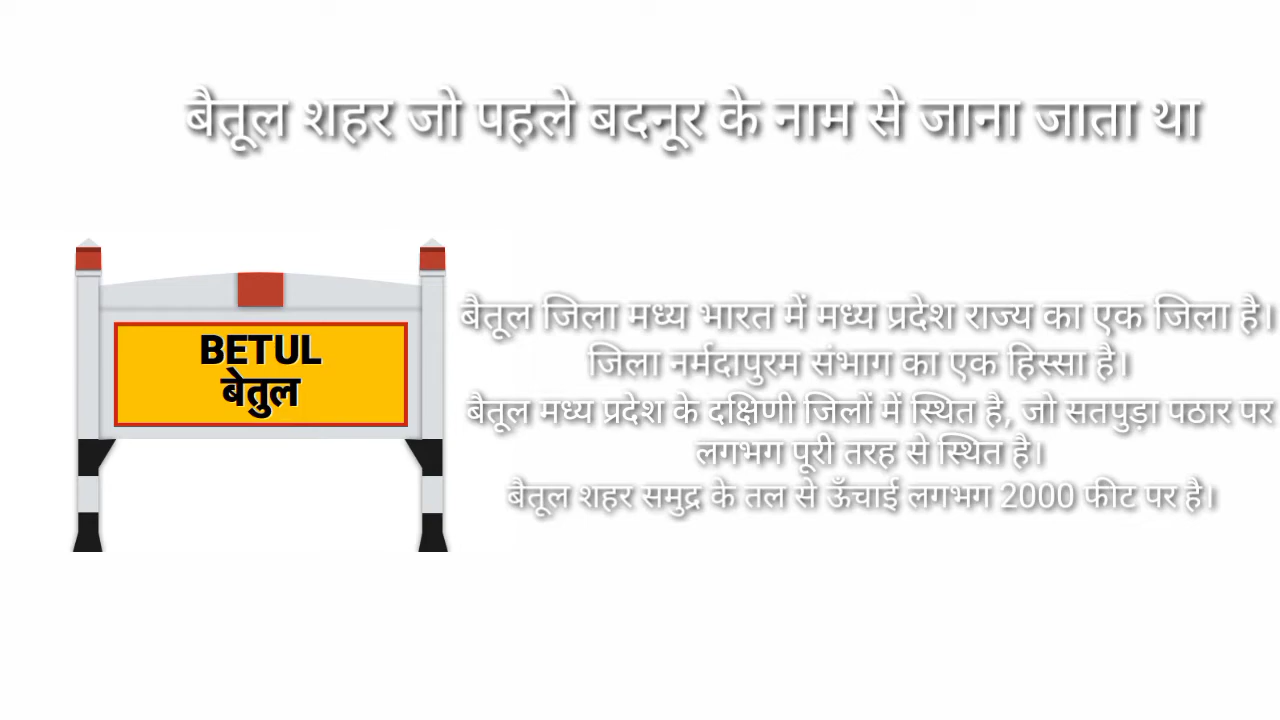 बैतूल शहर जो पहले बदनूर के नाम से जाना जाता था
BETUL
बेतुल
बैतूल जिला मध्य भारत में मध्य प्रदेश राज्य का एक जिला है।
जिला नर्मदापुरम संभाग का एक हिस्सा है।
बैतूल मध्य प्रदेश के दक्षिणी जिलों में स्थित है, जो सतपुड़ा पठार पर
लगभग पूरी तरह से स्थित है।
बैतूल शहर समुद्र के तल से ऊँचाई लगभग 2000 फीट पर है।